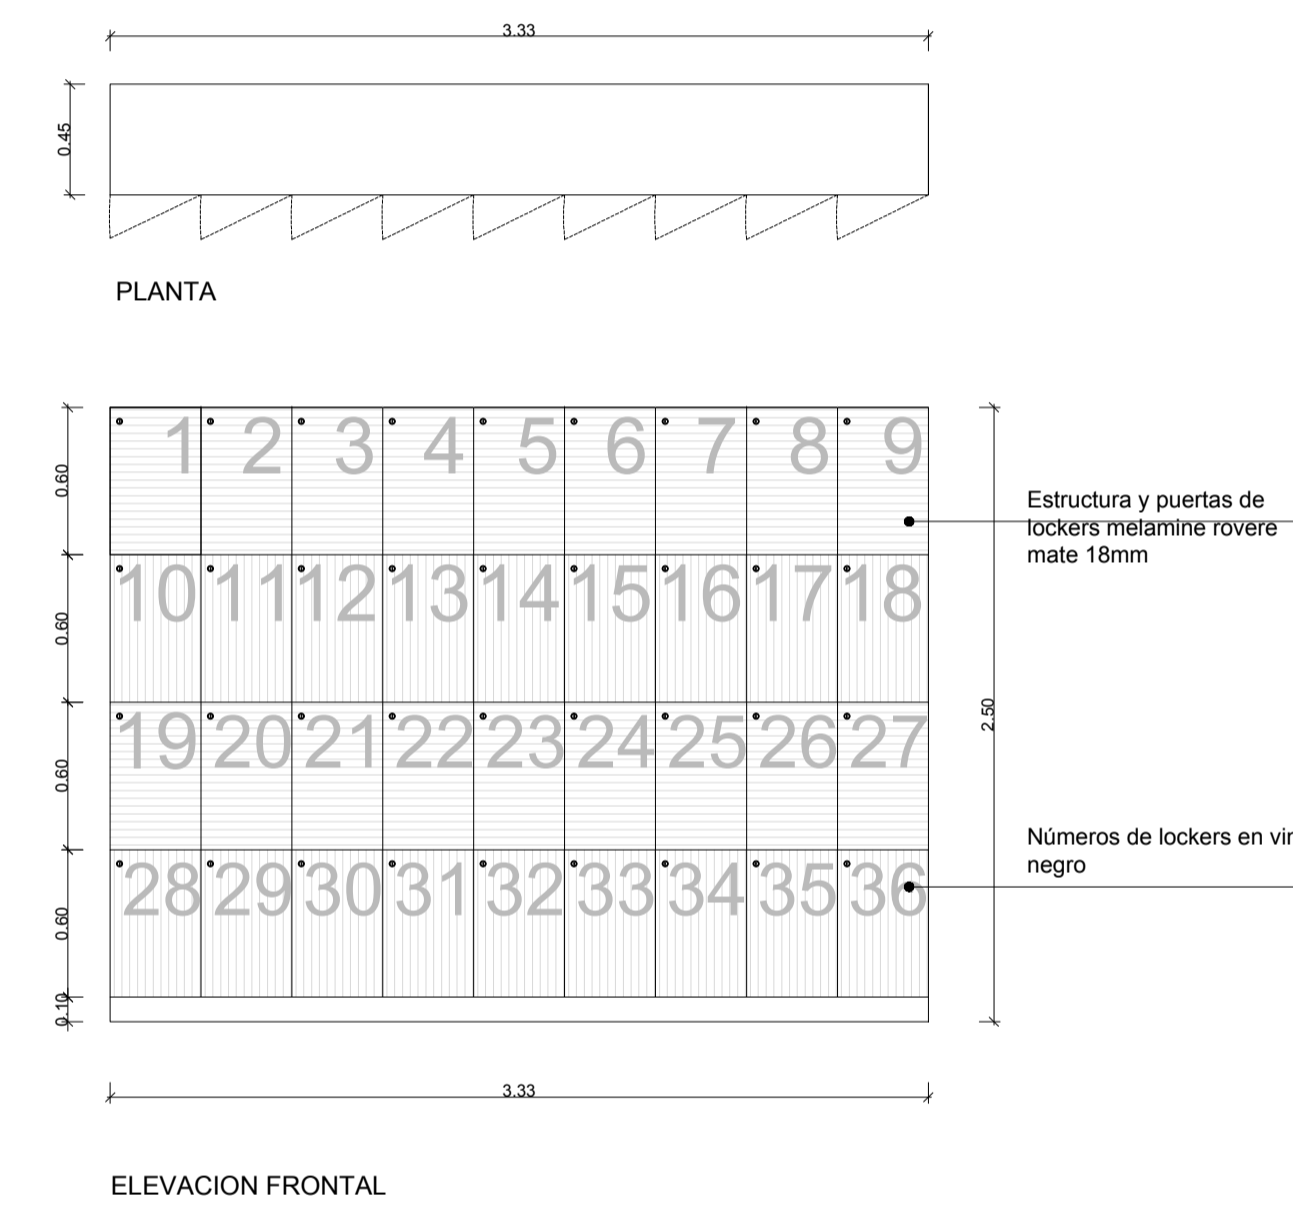 3.33
0.45
PLANTA
1 2 3 4 5 6 7 8 9
0.60
Estructura y puertas de
lockers melamine rovere
mate 18mm
10 11 12 13 14 15 16 17 18
0.60
2.50
19 20 21 22 23 24 25 26 27
0.60
Números de lockers en
negro
28 29 30 31 32 33 34 35 36
0.60
0.10
3.33
ELEVACION FRONTAL